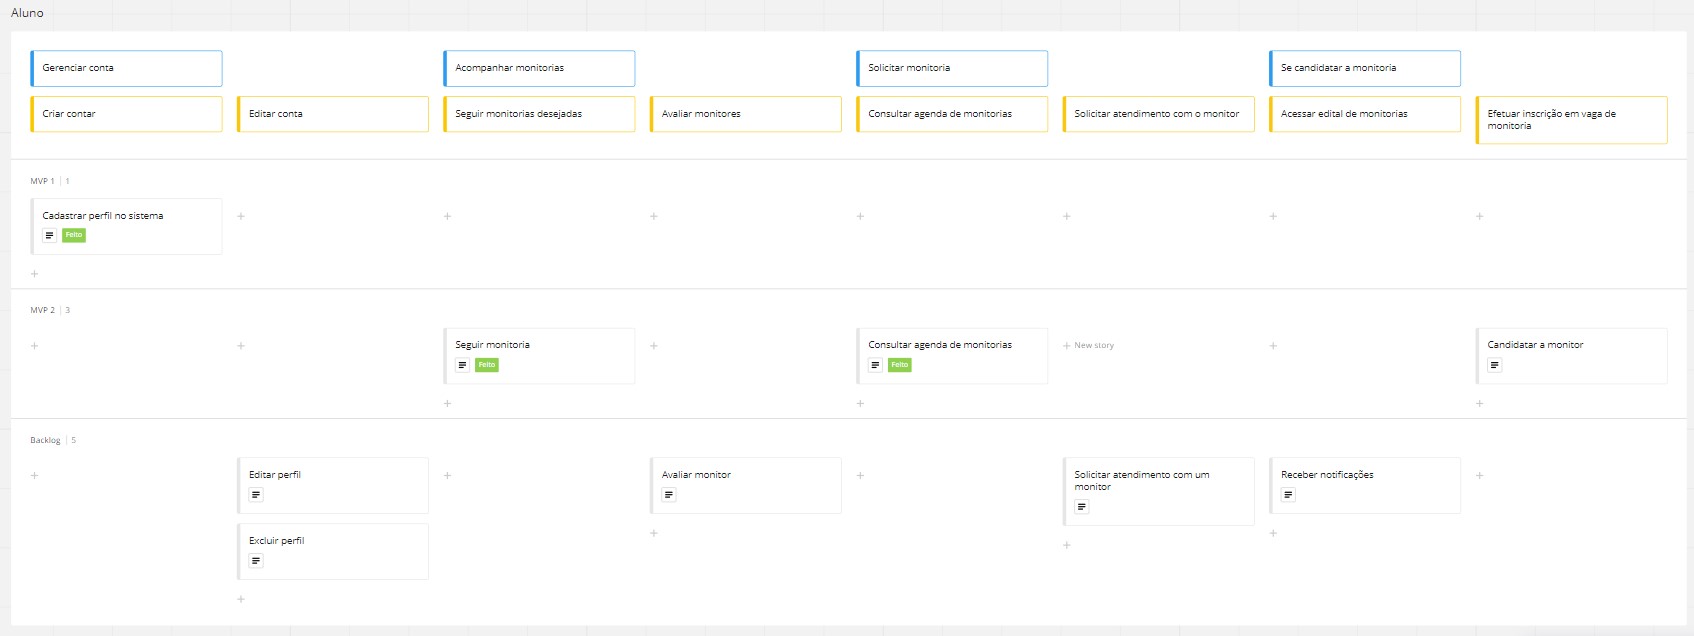 Aluno
Gerenciar conta
Acompanhar monitorias
Solicitar monitoria
Se candidatar a monitoria
Criar contar
Editar conta
Seguir monitorias desejadas
Avaliar monitores
Consultar agenda de monitorias
Solicitar atendimento com o monitor
Acessar edital de monitorias
Efetuar inscrição em vaga de
monitoria
MVP 1 | 1
Cadastrar perfil no sistema
Feito
MVP 2 | 3
Seguir monitoria
Feito
Consultar agenda de monitorias
Feito
+ New story
Candidatar a monitor
Backlog | 5
Editar perfil
Avaliar monitor
Solicitar atendimento com um
monitor
Receber notificações
Excluir perfil